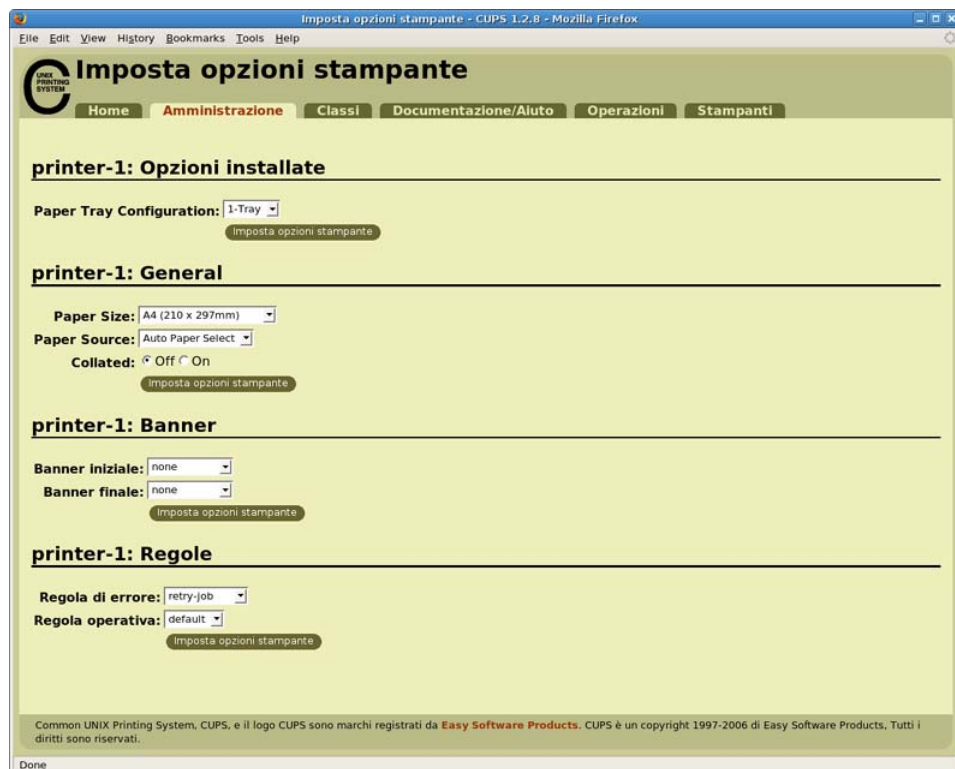 Imposta opzioni stampante - CUPS 1.2.8 - Mozilla Firefox
File Edit View History Bookmarks Tools Help
UNIX
PRINTING
SYSTEM
Imposta opzioni stampante
Home Amministrazione Classi Documentazione/Aiuto Operazioni Stampanti
printer-1: Opzioni installate
Paper Tray Configuration: 1-Tray
Imposta opzioni stampante
printer-1: General
Paper Size: A4 (210 x 297mm)
Paper Source: Auto Paper Select
Collated: Off On
Imposta opzioni stampante
printer-1: Banner
Banner iniziale: none
Banner finale: none
Imposta opzioni stampante
printer-1: Regole
Regola di errore: retry-job
Regola operativa: default
Imposta opzioni stampante
Common UNIX Printing System, CUPS, e il logo CUPS sono marchi registrati da Easy Software Products. CUPS è un copyright 1997-2006 di Easy Software Products, Tutti i
diritti sono riservati.
Done